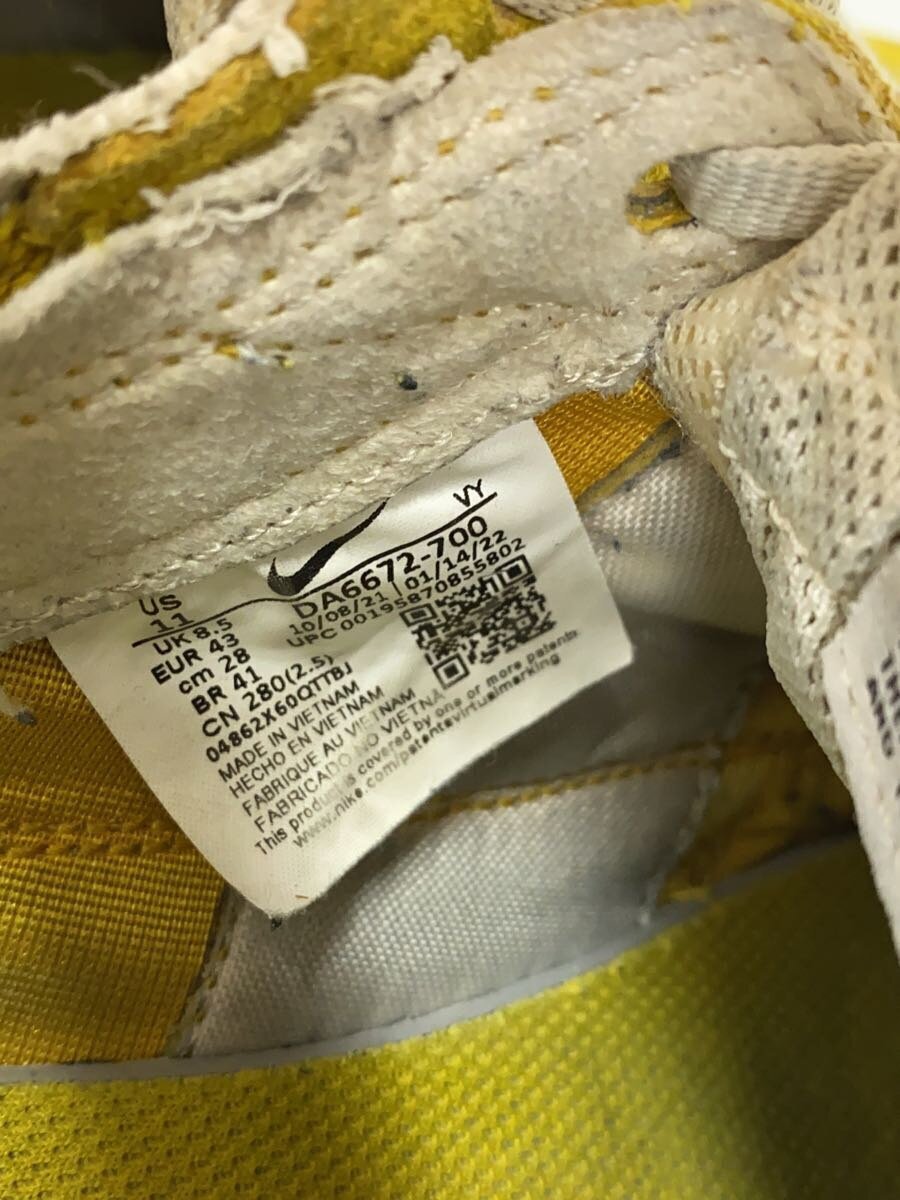 VY
DA6672-700
10/08/21 01/14/22
UPC 00195870855802
US
11
UK 8.5
EUR 43
cm 28
BR 41
CN 280(2.5)
04862X60QTTBJ
MADE IN VIETNAM
HECHO EN VIETNAM
FABRIQUE AU VIETNAM
FABRICADO NO VIETNA
This product is covered by one or more patents
www.nike.com/patentsvirtualmarking